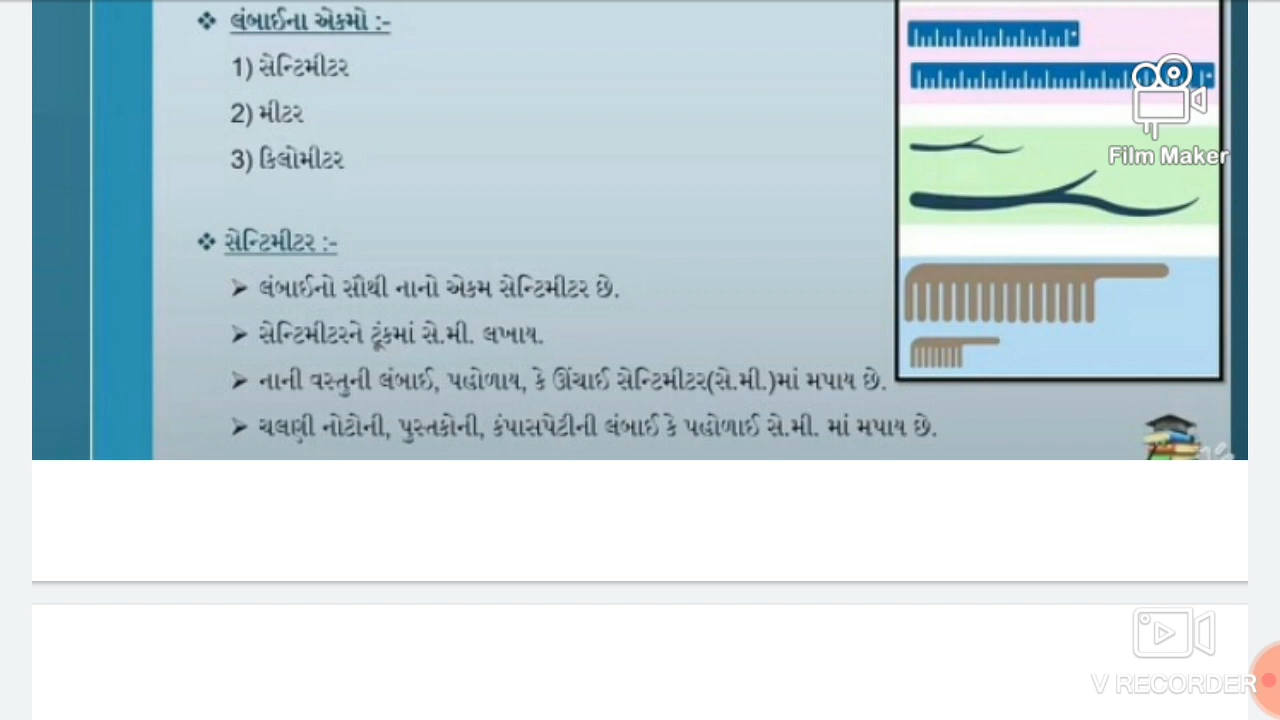 ❖ લંબાઈના એકમો :-
1) સેન્ટિમીટર
2) મીટર
3) કિલોમીટર
Film Maker
❖ સેન્ટિમીટર :-
➤ લંબાઈનો સૌથી નાનો એકમ સેન્ટિમીટર છે.
➤ સેન્ટિમીટરને ટૂંકમાં સે.મી. લખાય.
➤ નાની વસ્તુની લંબાઈ, પહોળાય, કે ઊંચાઈ સેન્ટિમીટર(સે.મી.)માં મપાય છે.
➤ ચલણી નોટોની, પુસ્તકોની, કંપાસપેટીની લંબાઈ કે પહોળાઈ સે.મી. માં મપાય છે.
V RECORDER